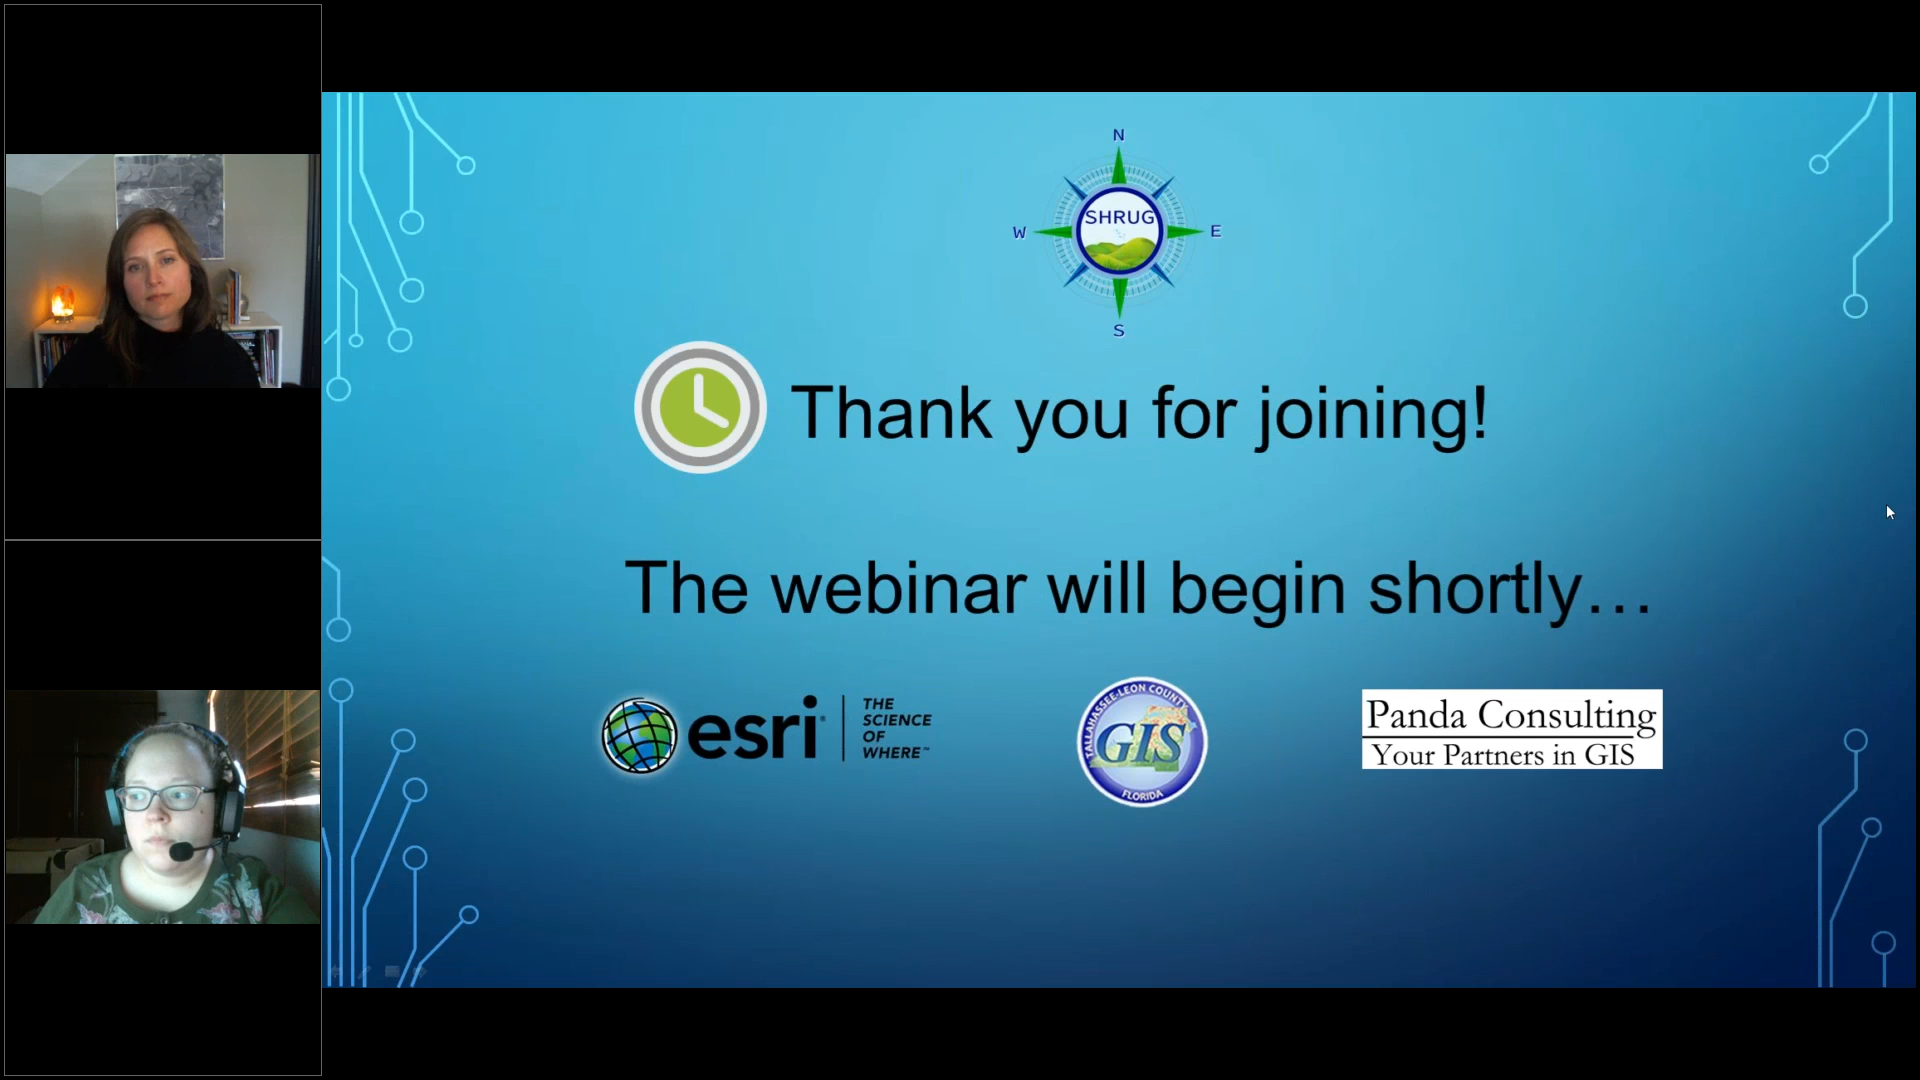 N
SHRUG
W
E
S
Thank you for joining!
The webinar will begin shortly…
esri
THE
SCIENCE
OF
WHERE™
TALLAHASSEE-LEON COUNTY
GIS
FLORIDA
Panda Consulting
Your Partners in GIS